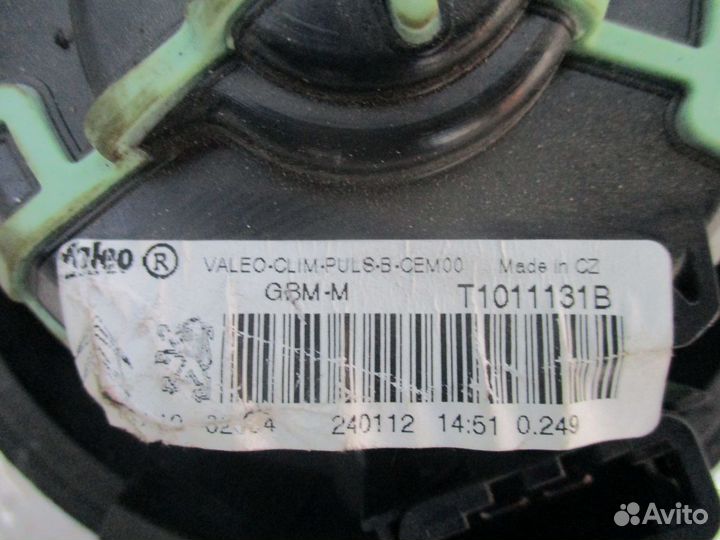 Valeo ® VALEO-CLIM-PULS-B-CEM00 Made in CZ
GBM-M T1011131B
240112 14:51 0.249
Avito